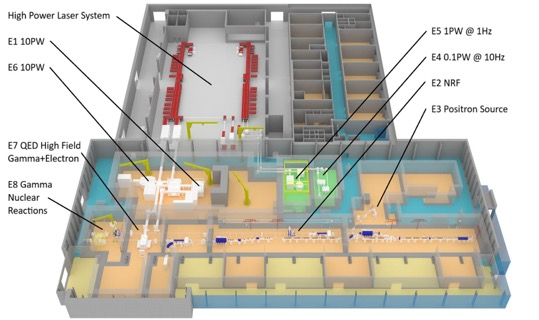 High Power Laser System
E1 10PW
E6 10PW
E7 QED High Field
Gamma+Electron
E8 Gamma
Nuclear
Reactions
E5 1PW @ 1Hz
E4 0.1PW @ 10Hz
E2 NRF
E3 Positron Source